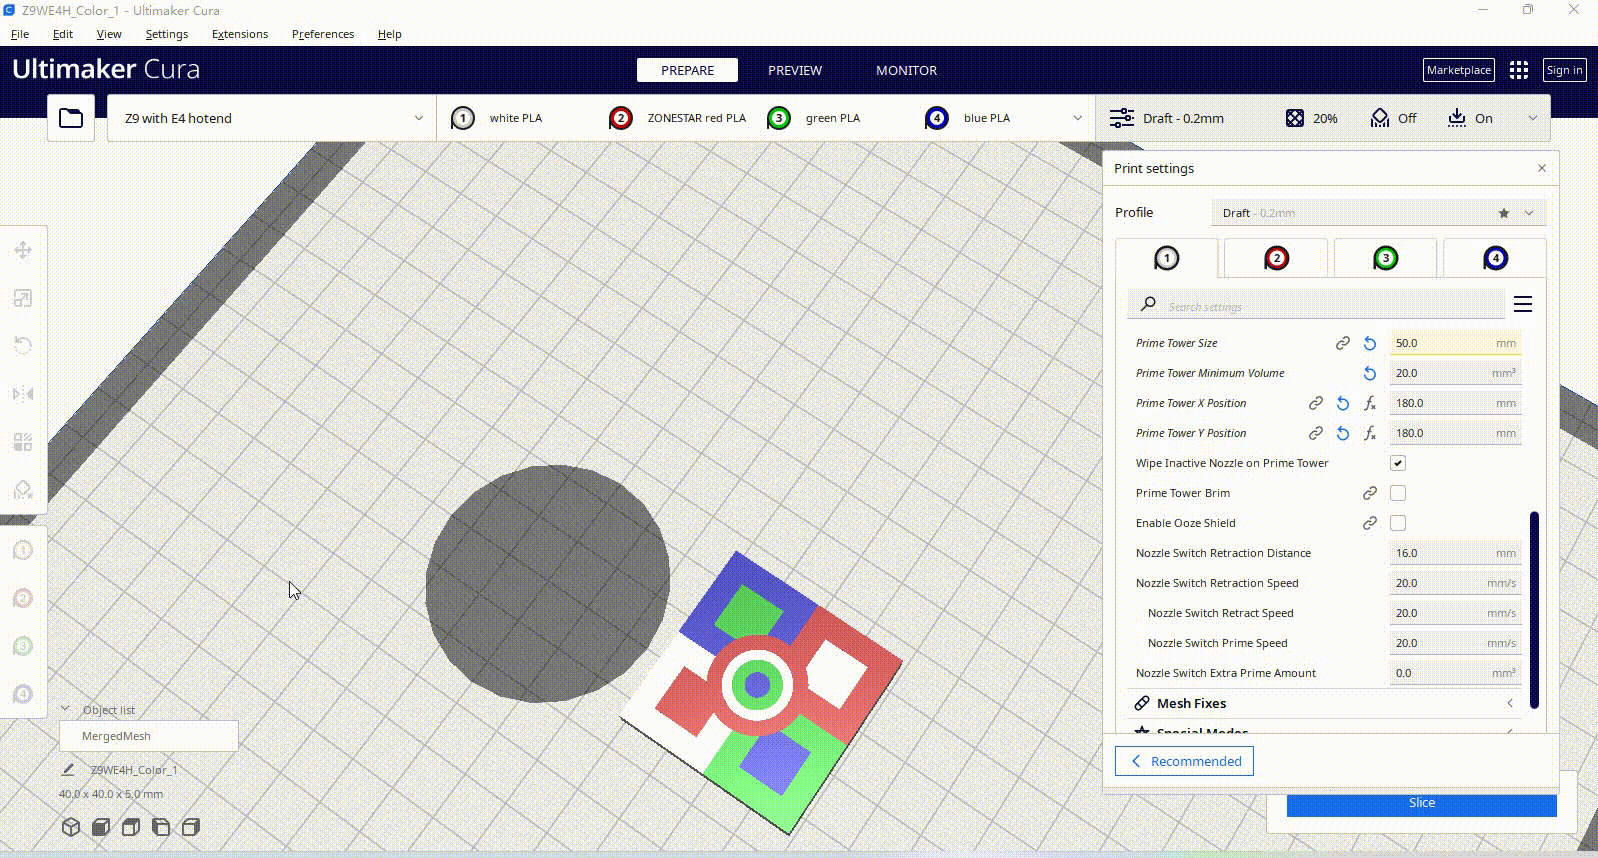 Z9WE4H_Color_1 - Ultimaker Cura
File Edit View Settings Extensions Preferences Help
Ultimaker Cura
PREPARE
PREVIEW
MONITOR
Marketplace
Sign in
Z9 with E4 hotend
1 white PLA
2 ZONESTAR red PLA
3 green PLA
4 blue PLA
Draft - 0.2mm
20%
Off
On
Print settings
Profile
Draft - 0.2mm
1 2 3 4
Search settings
Prime Tower Size 50.0 mm
Prime Tower Minimum Volume 20.0 mm³
Prime Tower X Position 180.0 mm
Prime Tower Y Position 180.0 mm
Wipe Inactive Nozzle on Prime Tower
Prime Tower Brim
Enable Ooze Shield
Nozzle Switch Retraction Distance 16.0 mm
Nozzle Switch Retraction Speed 20.0 mm/s
Nozzle Switch Retract Speed 20.0 mm/s
Nozzle Switch Prime Speed 20.0 mm/s
Nozzle Switch Extra Prime Amount 0.0 mm³
Mesh Fixes
Special Modes
Recommended
Slice
1
2
3
4
Object list
MergedMesh
Z9WE4H_Color_1
40.0 x 40.0 x 5.0 mm